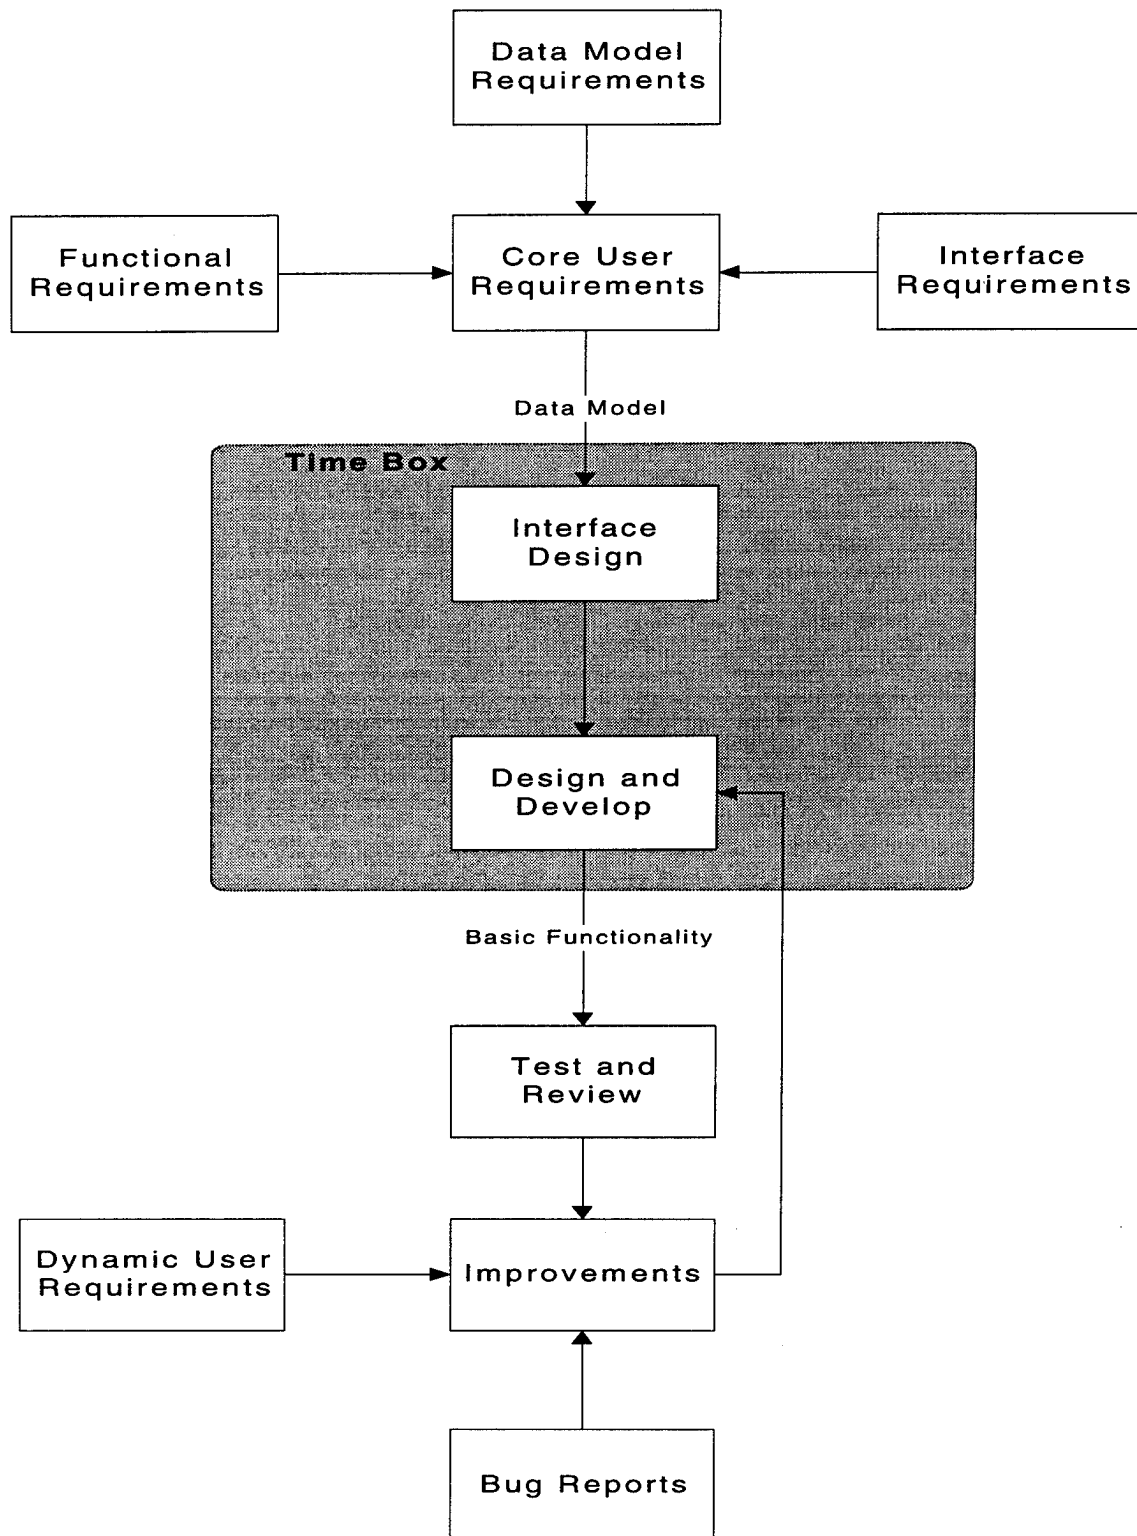 Data Model
Requirements
Functional
Requirements
Core User
Requirements
Interface
Requirements
Data Model
Time Box
Interface
Design
Design and
Develop
Basic Functionality
Test and
Review
Dynamic User
Requirements
Improvements
Bug Reports